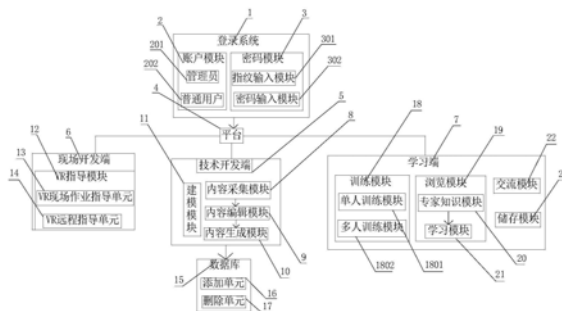 1
登录系统
2
3
账户模块
密码模块
201
管理员
指纹输入模块
301
202
普通用户
密码输入模块
302
4
平台
5
6
现场开发端
12
VR指导模块
13
VR现场作业指导单元
14
VR远程指导单元
11
技术开发端
8
建模模块
内容采集模块
内容编辑模块
9
内容生成模块
10
15
数据库
添加单元
16
删除单元
17
7
学习端
18
19
22
训练模块
浏览模块
交流模块
单人训练模块
专家知识模块
储存模块
多人训练模块
学习模块
20
1802
1801
21